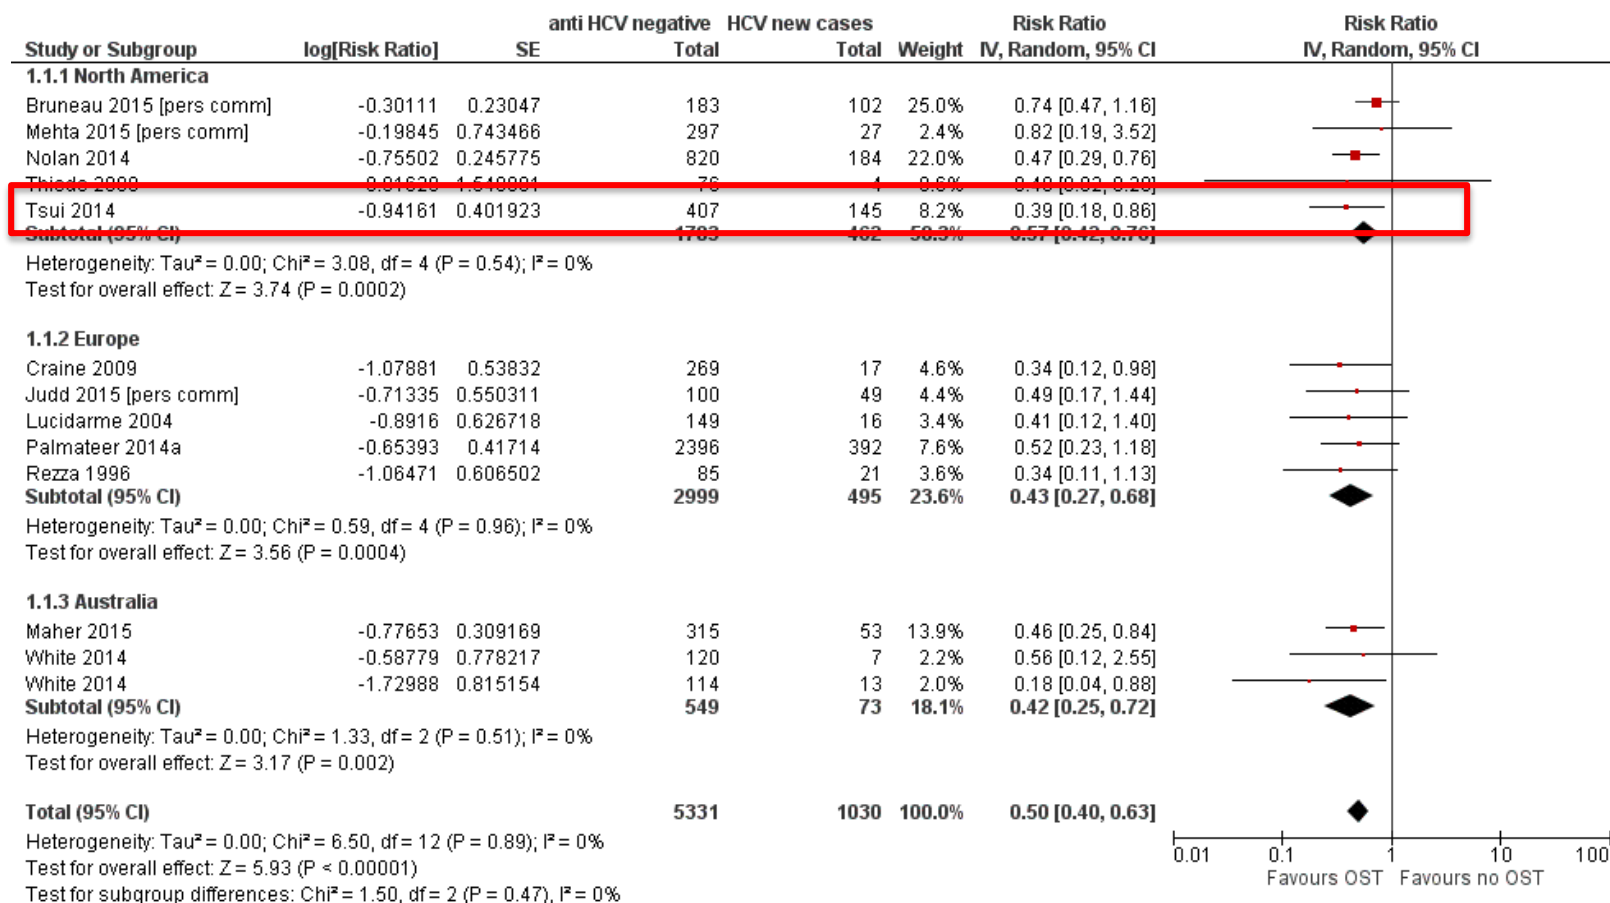 anti HCV negative HCV new cases Risk Ratio Risk Ratio
Study or Subgroup log[Risk Ratio] SE Total Total Weight IV, Random, 95% CI IV, Random, 95% CI
1.1.1 North America
Bruneau 2015 [pers comm] -0.30111 0.23047 183 102 25.0% 0.74 [0.47, 1.16]
Mehta 2015 [pers comm] -0.19845 0.743466 297 27 2.4% 0.82 [0.19, 3.52]
Nolan 2014 -0.75502 0.245775 820 184 22.0% 0.47 [0.29, 0.76]
76 4
Tsui 2014 -0.94161 0.401923 407 145 8.2% 0.39 [0.18, 0.86]
Subtotal (95% CI) 1783 462 58.3% 0.57 [0.42, 0.76]
Heterogeneity: Tau² = 0.00; Chi² = 3.08, df = 4 (P = 0.54); I² = 0%
Test for overall effect: Z = 3.74 (P = 0.0002)
1.1.2 Europe
Craine 2009 -1.07881 0.53832 269 17 4.6% 0.34 [0.12, 0.98]
Judd 2015 [pers comm] -0.71335 0.550311 100 49 4.4% 0.49 [0.17, 1.44]
Lucidarme 2004 -0.8916 0.626718 149 16 3.4% 0.41 [0.12, 1.40]
Palmateer 2014a -0.65393 0.41714 2396 392 7.6% 0.52 [0.23, 1.18]
Rezza 1996 -1.06471 0.606502 85 21 3.6% 0.34 [0.11, 1.13]
Subtotal (95% CI) 2999 495 23.6% 0.43 [0.27, 0.68]
Heterogeneity: Tau² = 0.00; Chi² = 0.59, df = 4 (P = 0.96); I² = 0%
Test for overall effect: Z = 3.56 (P = 0.0004)
1.1.3 Australia
Maher 2015 -0.77653 0.309169 315 53 13.9% 0.46 [0.25, 0.84]
White 2014 -0.58779 0.778217 120 7 2.2% 0.56 [0.12, 2.55]
White 2014 -1.72988 0.815154 114 13 2.0% 0.18 [0.04, 0.88]
Subtotal (95% CI) 549 73 18.1% 0.42 [0.25, 0.72]
Heterogeneity: Tau² = 0.00; Chi² = 1.33, df = 2 (P = 0.51); I² = 0%
Test for overall effect: Z = 3.17 (P = 0.002)
Total (95% CI) 5331 1030 100.0% 0.50 [0.40, 0.63]
Heterogeneity: Tau² = 0.00; Chi² = 6.50, df = 12 (P = 0.89); I² = 0%
Test for overall effect: Z = 5.93 (P < 0.00001)
Test for subgroup differences: Chi² = 1.50, df = 2 (P = 0.47), I² = 0%
0.01 0.1 1 10 100
Favours OST Favours no OST